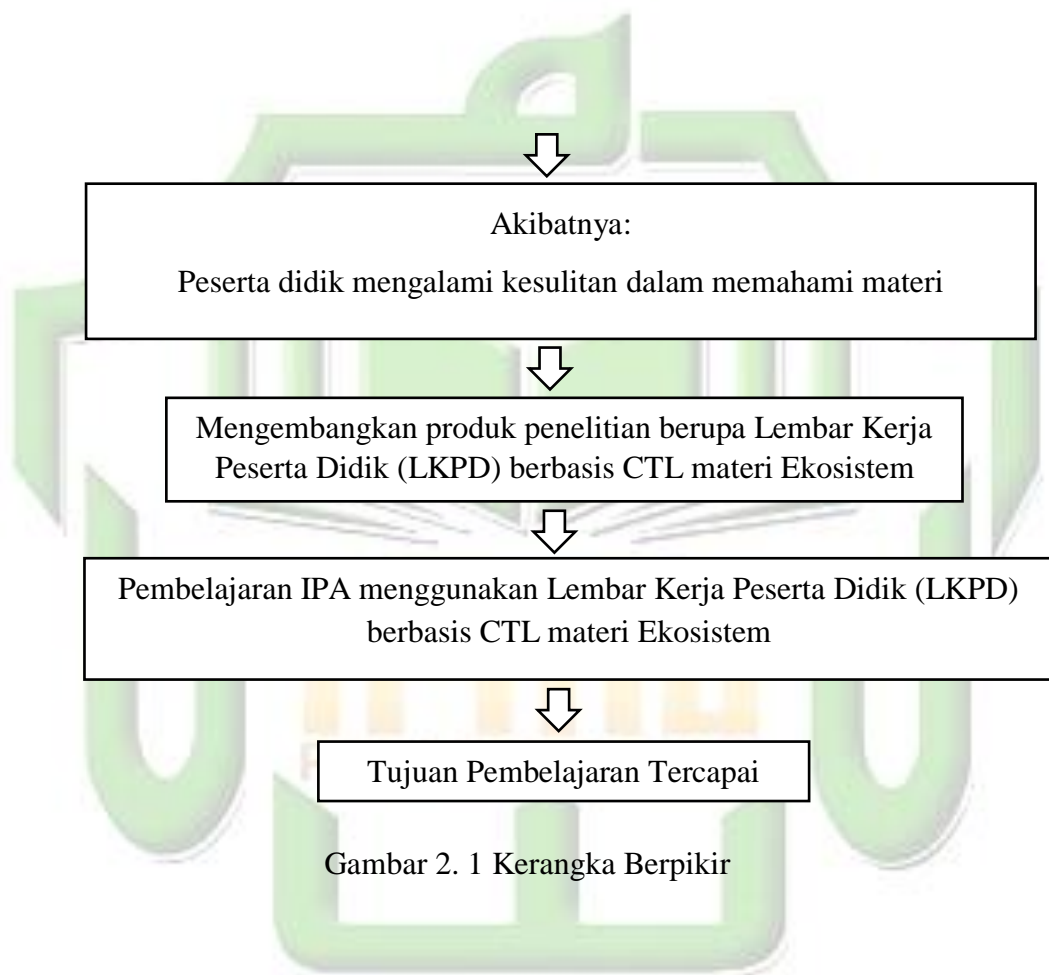 Akibatnya:
Peserta didik mengalami kesulitan dalam memahami materi
Mengembangkan produk penelitian berupa Lembar Kerja
Peserta Didik (LKPD) berbasis CTL materi Ekosistem
Pembelajaran IPA menggunakan Lembar Kerja Peserta Didik (LKPD)
berbasis CTL materi Ekosistem
Tujuan Pembelajaran Tercapai
Gambar 2. 1 Kerangka Berpikir